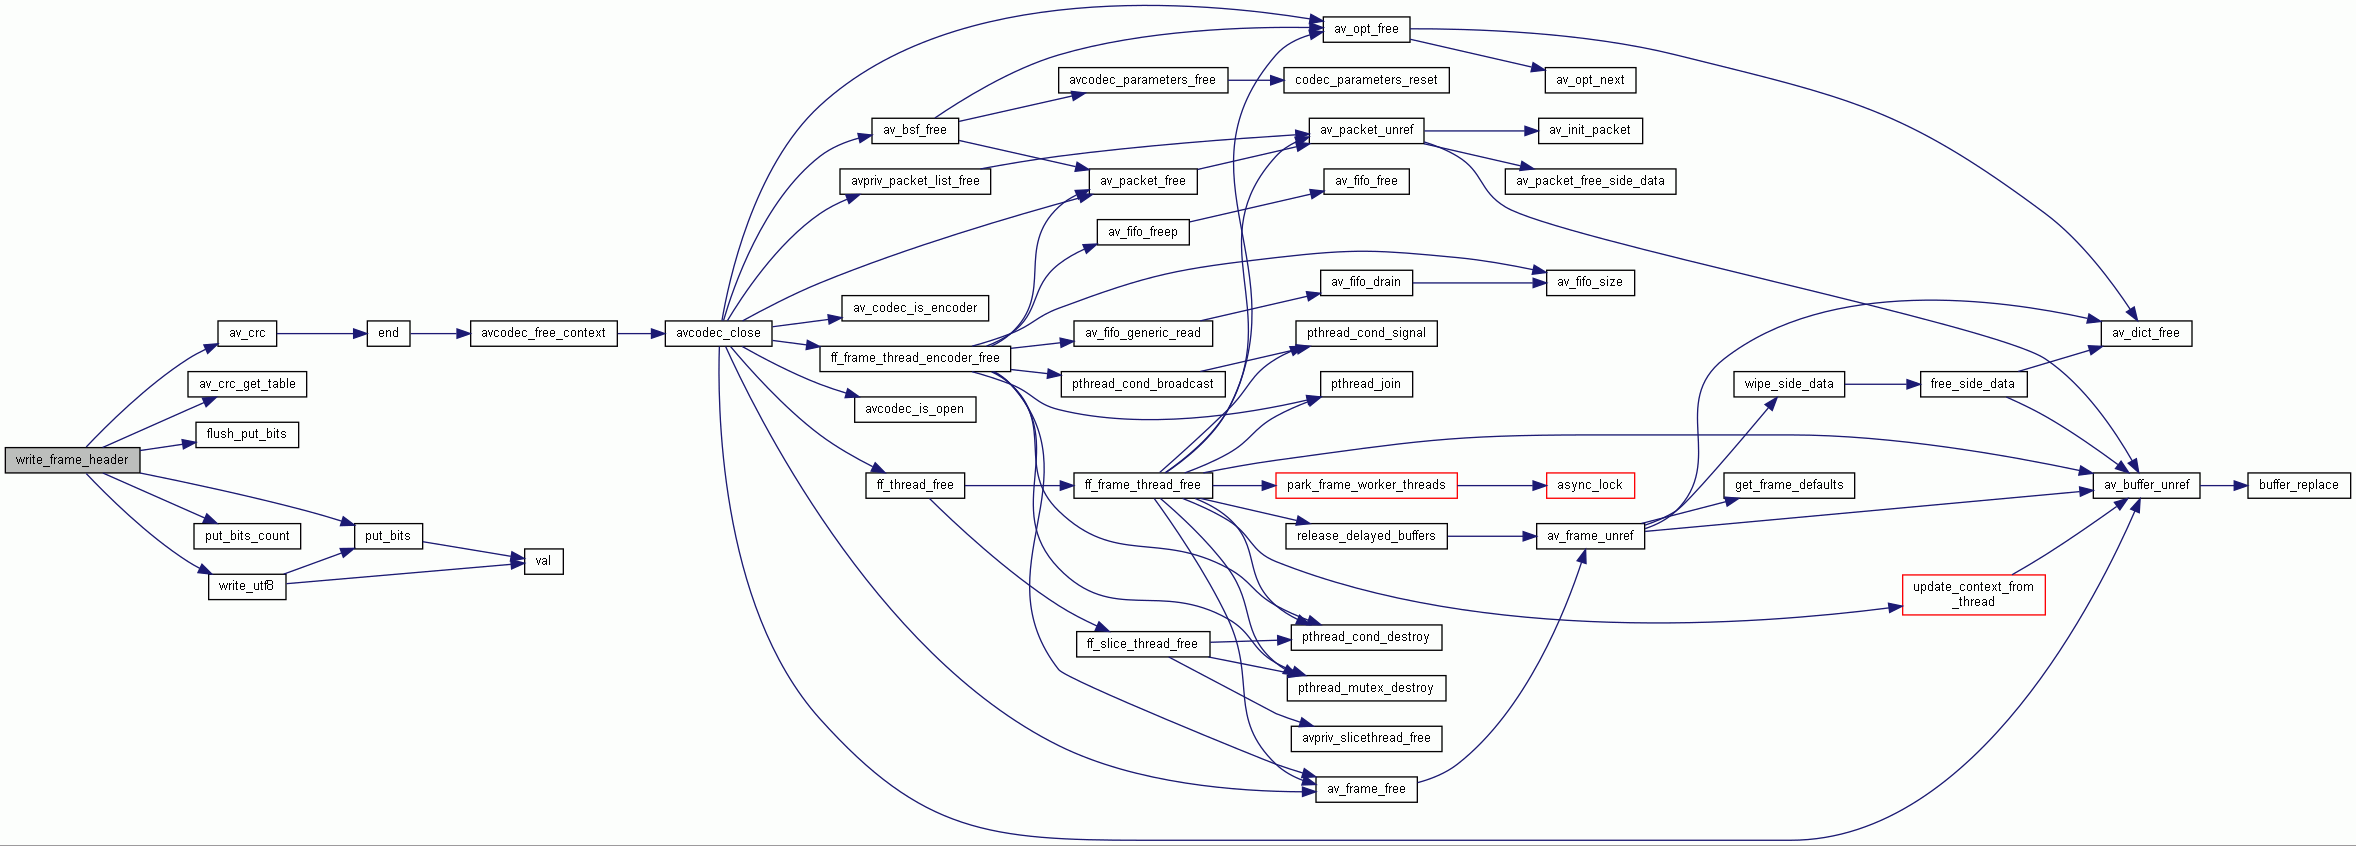 write_frame_header
av_crc
av_crc_get_table
flush_put_bits
put_bits_count
write_utf8
end
put_bits
avcodec_free_context
val
avcodec_close
av_bsf_free
avpriv_packet_list_free
av_codec_is_encoder
ff_frame_thread_encoder_free
avcodec_is_open
ff_thread_free
avcodec_parameters_free
av_packet_free
av_fifo_freep
av_fifo_generic_read
pthread_cond_broadcast
ff_frame_thread_free
ff_slice_thread_free
av_opt_free
codec_parameters_reset
av_packet_unref
av_fifo_free
av_fifo_drain
pthread_cond_signal
pthread_join
park_frame_worker_threads
release_delayed_buffers
pthread_cond_destroy
pthread_mutex_destroy
avpriv_slicethread_free
av_frame_free
av_opt_next
av_init_packet
av_packet_free_side_data
av_fifo_size
async_lock
av_frame_unref
wipe_side_data
get_frame_defaults
free_side_data
update_context_from
_thread
av_dict_free
av_buffer_unref
buffer_replace